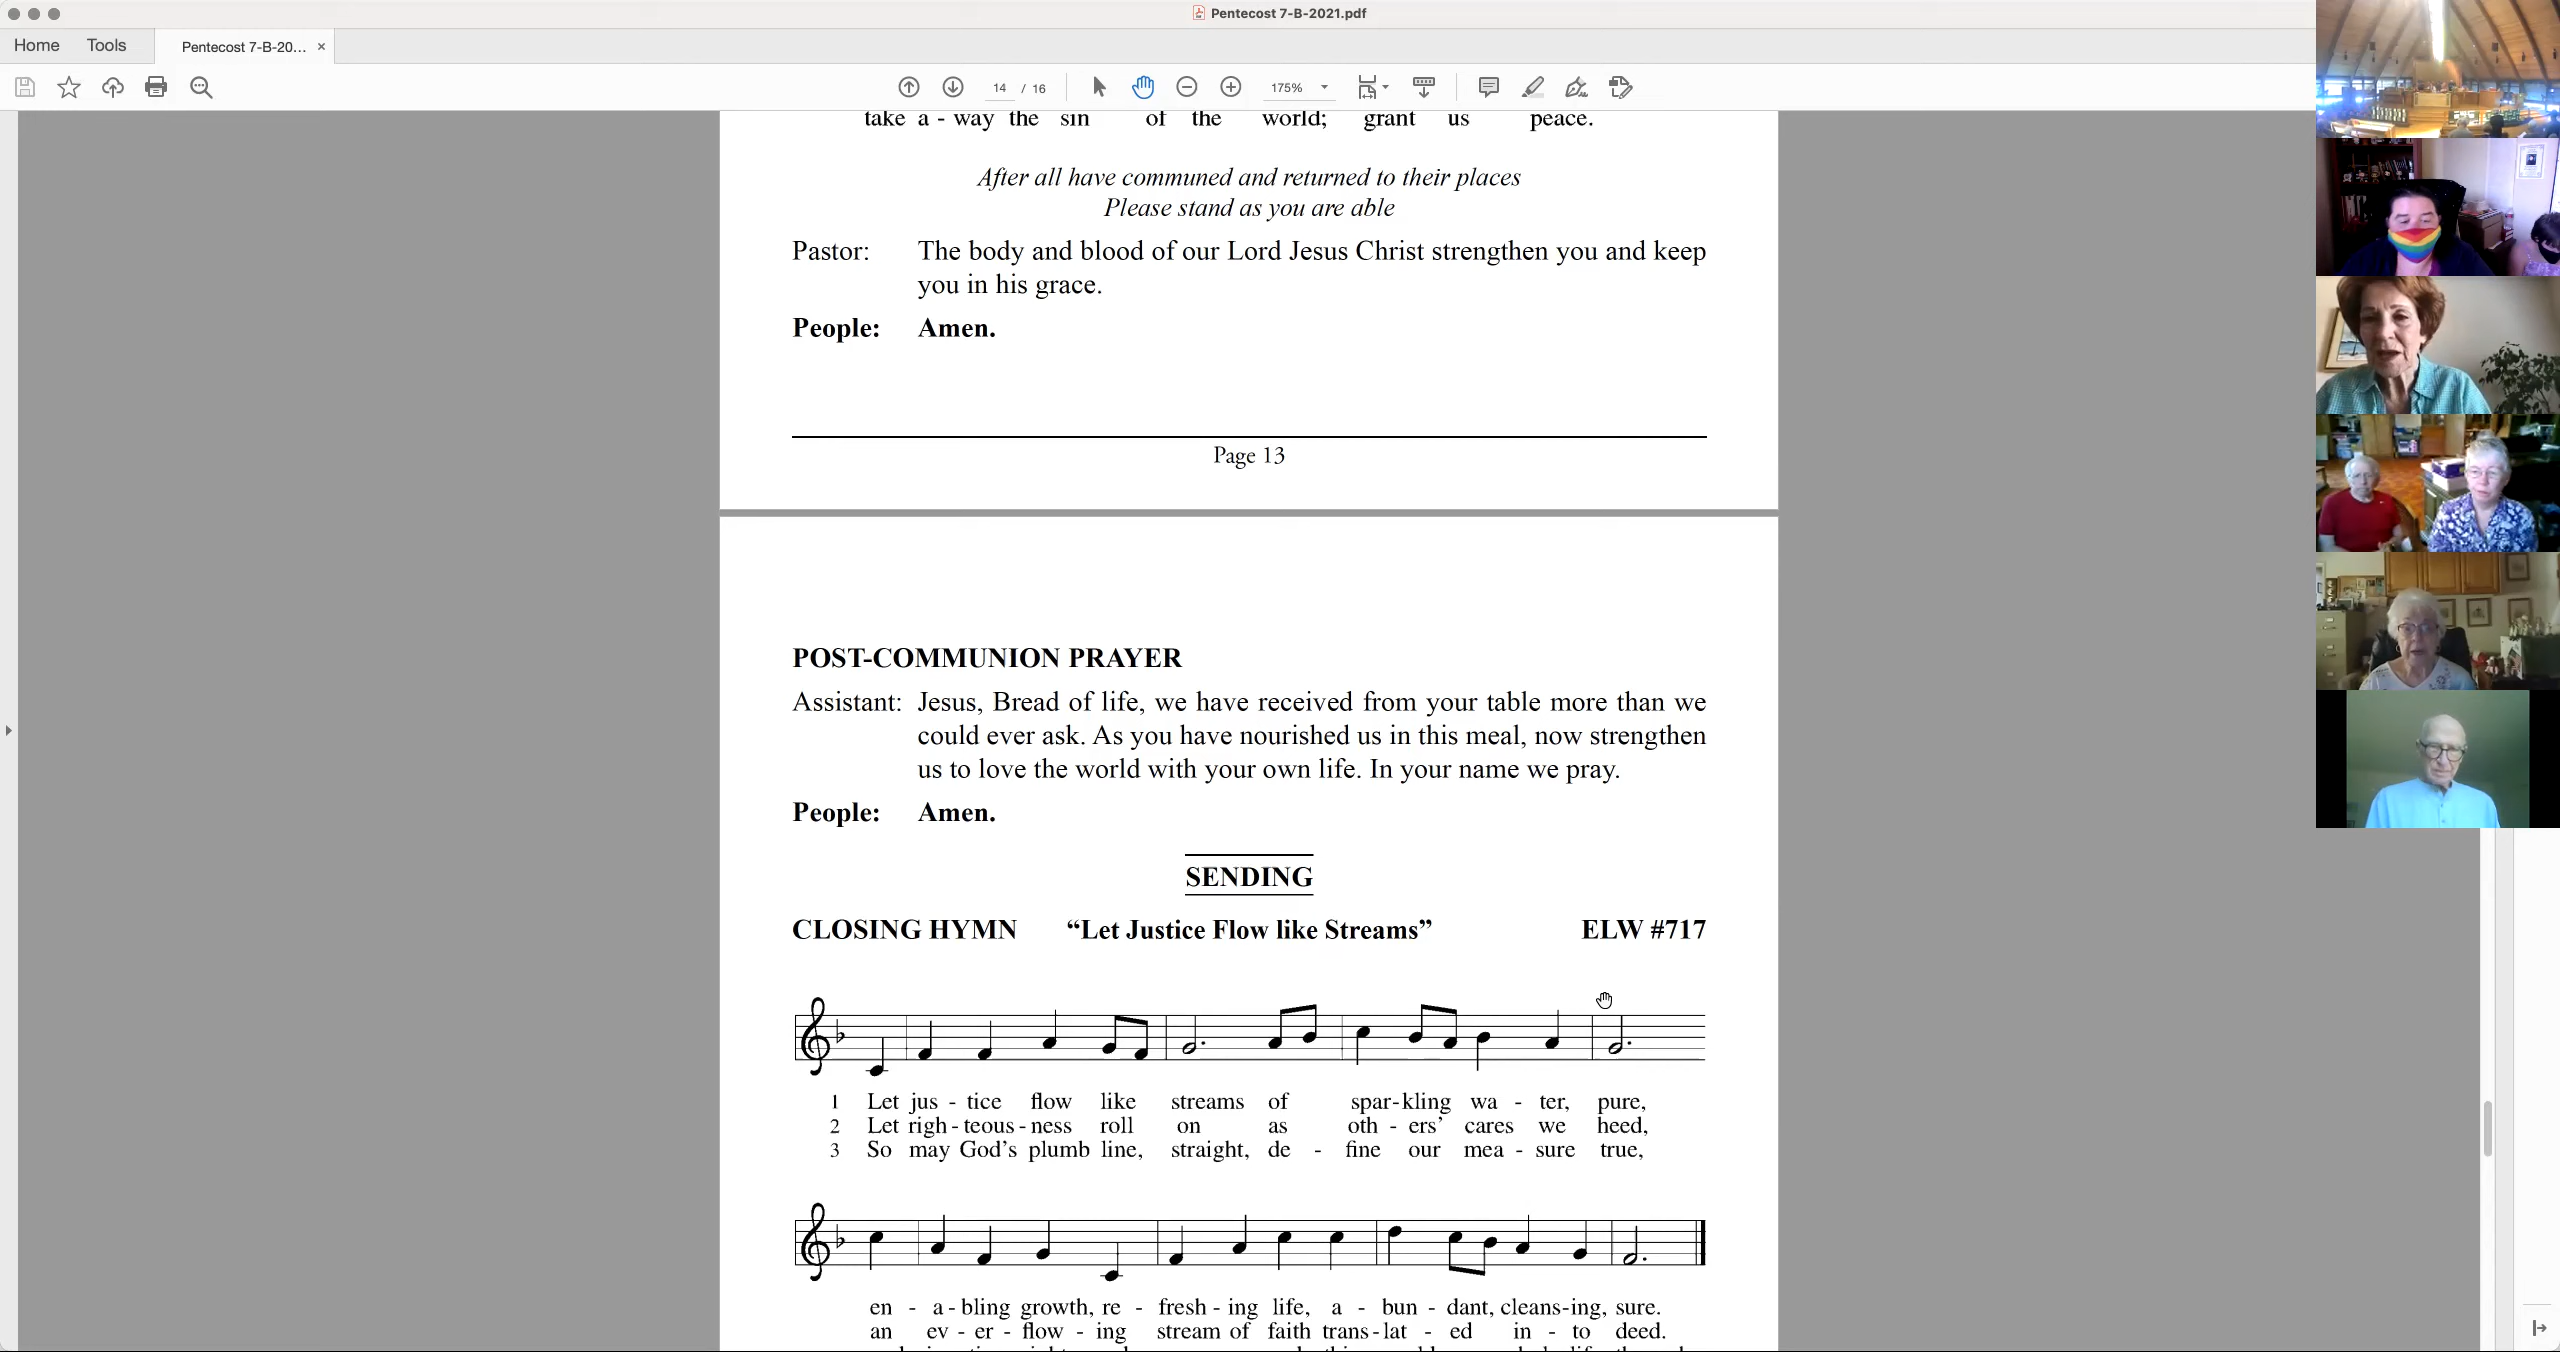 Pentecost 7-B-2021.pdf
Home Tools Pentecost 7-B-20... ×
14 / 16 175%
take a - way the sin of the world; grant us peace.
After all have communed and returned to their places
Please stand as you are able
Pastor: The body and blood of our Lord Jesus Christ strengthen you and keep
you in his grace.
People: Amen.
Page 13
POST-COMMUNION PRAYER
Assistant: Jesus, Bread of life, we have received from your table more than we
could ever ask. As you have nourished us in this meal, now strengthen
us to love the world with your own life. In your name we pray.
People: Amen.
SENDING
CLOSING HYMN “Let Justice Flow like Streams” ELW #717
1 Let jus - tice flow like streams of spar-kling wa - ter, pure,
2 Let righ - teous - ness roll on as oth - ers’ cares we heed,
3 So may God’s plumb line, straight, de - fine our mea - sure true,
en - a - bling growth, re - fresh - ing life, a - bun - dant, cleans-ing, sure.
an ev - er - flow - ing stream of faith trans - lat - ed in - to deed.